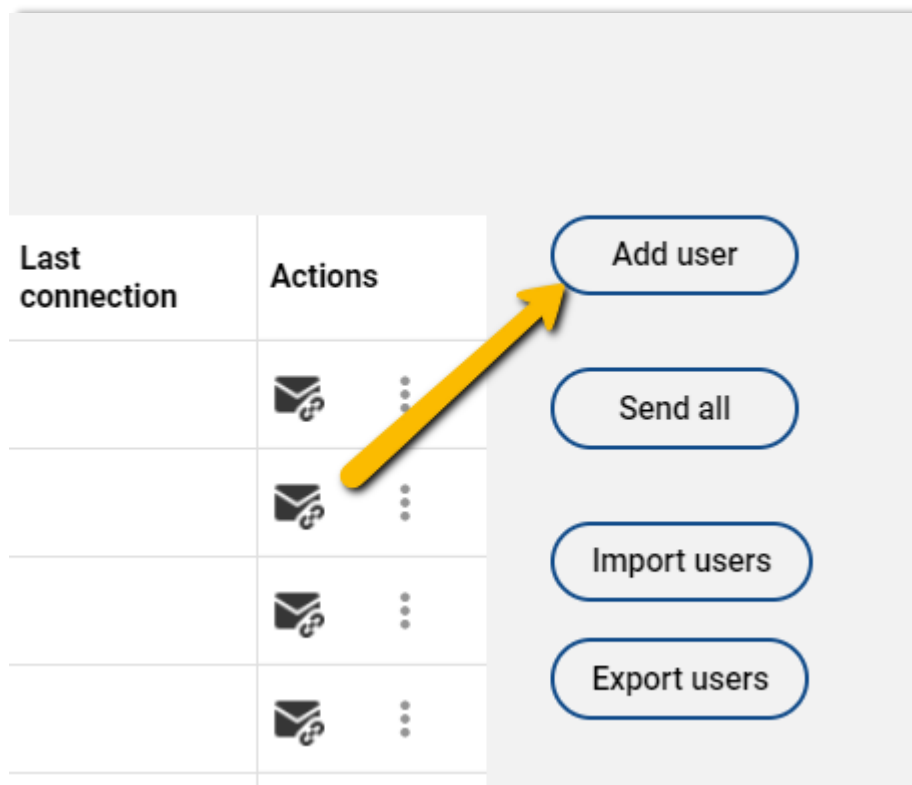 Last
connection
Actions
Add user
Send all
Import users
Export users